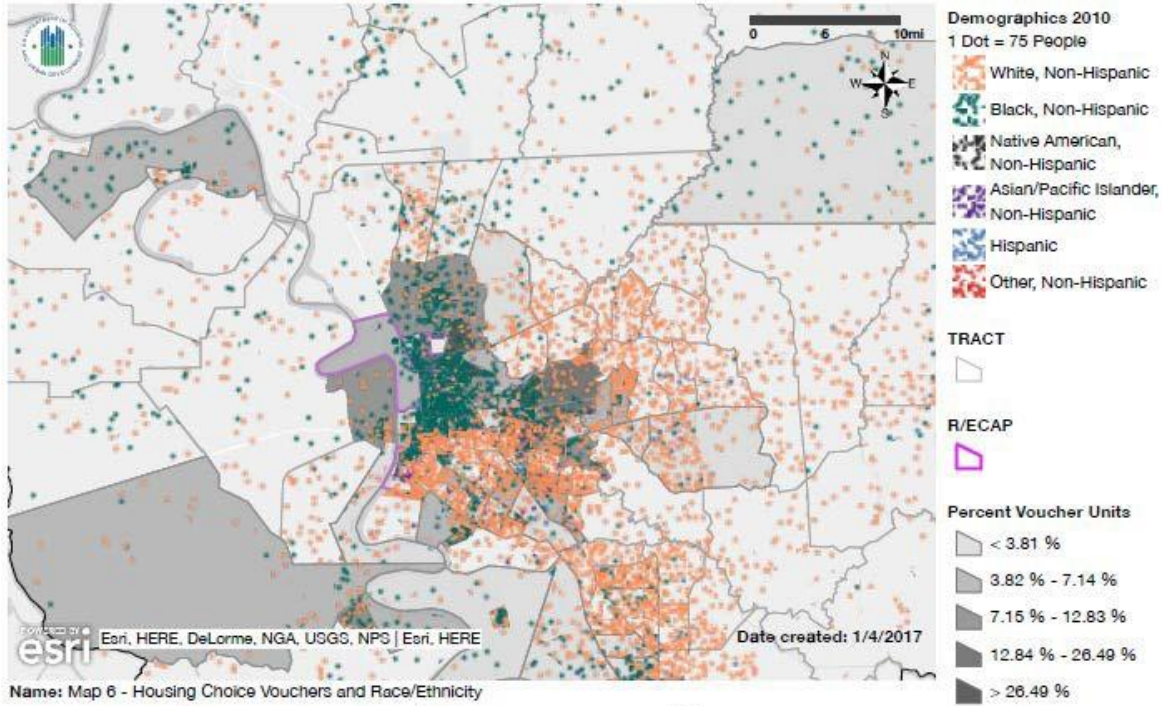 0 6 10mi
N
W E
S
Demographics 2010
1 Dot = 75 People
White, Non-Hispanic
Black, Non-Hispanic
Native American,
Non-Hispanic
Asian/Pacific Islander,
Non-Hispanic
Hispanic
Other, Non-Hispanic
TRACT
R/ECAP
Percent Voucher Units
< 3.81 %
3.82 % - 7.14 %
7.15 % - 12.83 %
12.84 % - 26.49 %
> 26.49 %
POWERED BY
esri
Esri, HERE, DeLorme, NGA, USGS, NPS | Esri, HERE
Date created: 1/4/2017
Name: Map 6 - Housing Choice Vouchers and Race/Ethnicity